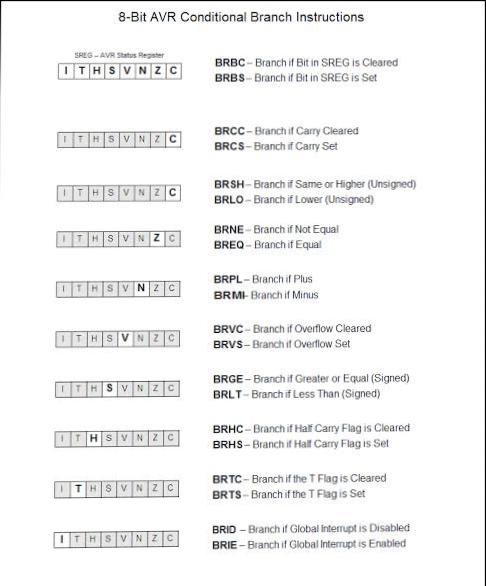 8-Bit AVR Conditional Branch Instructions
SREG – AVR Status Register
I T H S V N Z C
BRBC – Branch if Bit in SREG is Cleared
BRBS – Branch if Bit in SREG is Set
I T H S V N Z C
BRCC – Branch if Carry Cleared
BRCS – Branch if Carry Set
I T H S V N Z C
BRSH – Branch if Same or Higher (Unsigned)
BRLO – Branch if Lower (Unsigned)
I T H S V N Z C
BRNE – Branch if Not Equal
BREQ – Branch if Equal
I T H S V N Z C
BRPL – Branch if Plus
BRMI- Branch if Minus
I T H S V N Z C
BRVC – Branch if Overflow Cleared
BRVS – Branch if Overflow Set
I T H S V N Z C
BRGE – Branch if Greater or Equal (Signed)
BRLT – Branch if Less Than (Signed)
I T H S V N Z C
BRHC – Branch if Half Carry Flag is Cleared
BRHS – Branch if Half Carry Flag is Set
I T H S V N Z C
BRTC – Branch if the T Flag is Cleared
BRTS – Branch if the T Flag is Set
I T H S V N Z C
BRID – Branch if Global Interrupt is Disabled
BRIE – Branch if Global Interrupt is Enabled